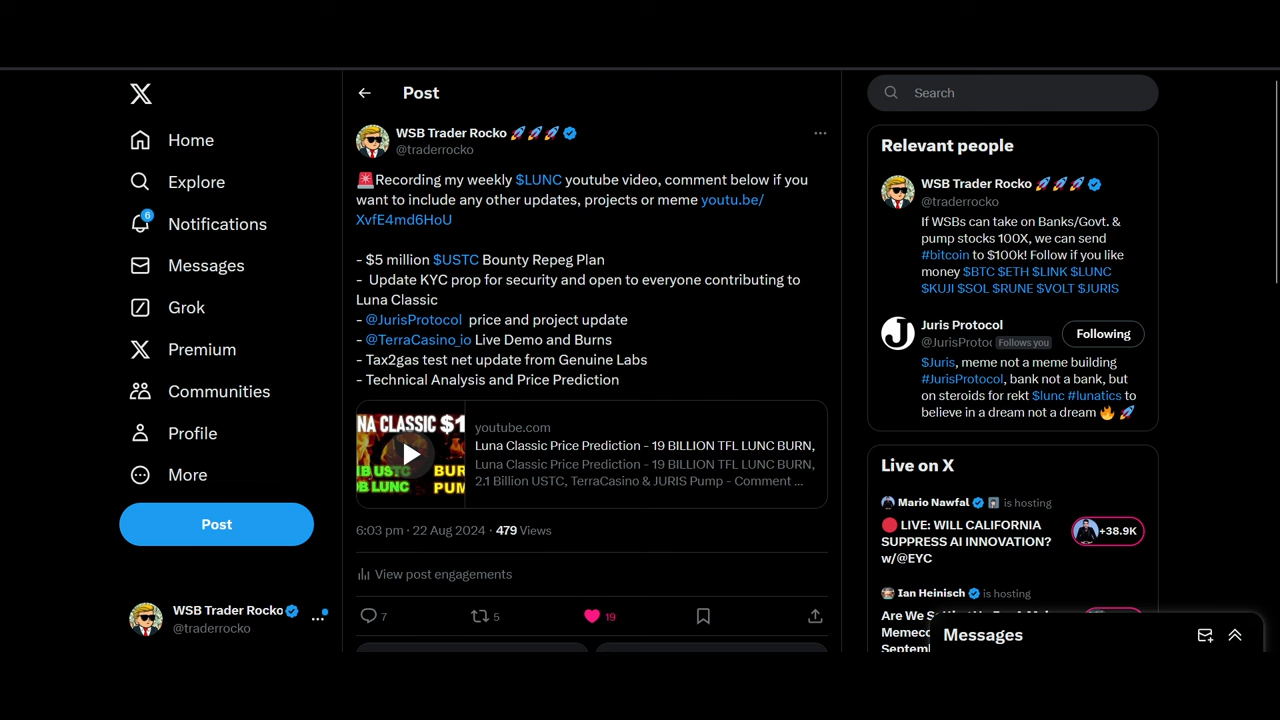 Home
Explore
6
Notifications
Messages
Grok
Premium
Communities
Profile
More
Post
WSB Trader Rocko
@traderrocko
Post
WSB Trader Rocko 🚀🚀🚀
@traderrocko
🚨Recording my weekly $LUNC youtube video, comment below if you
want to include any other updates, projects or meme youtu.be/
XvfE4md6HoU
- $5 million $USTC Bounty Repeg Plan
- Update KYC prop for security and open to everyone contributing to
Luna Classic
- @JurisProtocol price and project update
- @TerraCasino_io Live Demo and Burns
- Tax2gas test net update from Genuine Labs
- Technical Analysis and Price Prediction
NA CLASSIC $1
BURN
PUM
LUNC
youtube.com
Luna Classic Price Prediction - 19 BILLION TFL LUNC BURN,
Luna Classic Price Prediction - 19 BILLION TFL LUNC BURN,
2.1 Billion USTC, TerraCasino & JURIS Pump - Comment ...
6:03 pm · 22 Aug 2024 · 479 Views
View post engagements
7
5
19
Search
Relevant people
WSB Trader Rocko 🚀🚀🚀
@traderrocko
If WSBs can take on Banks/Govt. &
pump stocks 100X, we can send
#bitcoin to $100k! Follow if you like
money $BTC $ETH $LINK $LUNC
$KUJI $SOL $RUNE $VOLT $JURIS
Juris Protocol
@JurisProtoc Follows you
Following
$Juris, meme not a meme building
#JurisProtocol, bank not a bank, but
on steroids for rekt $lunc #lunatics to
believe in a dream not a dream 🔥 🚀
Live on X
Mario Nawfal is hosting
🔴 LIVE: WILL CALIFORNIA
SUPPRESS AI INNOVATION?
w/@EYC
+38.9K
Ian Heinisch is hosting
Are We
Memeco
Septem
Messages